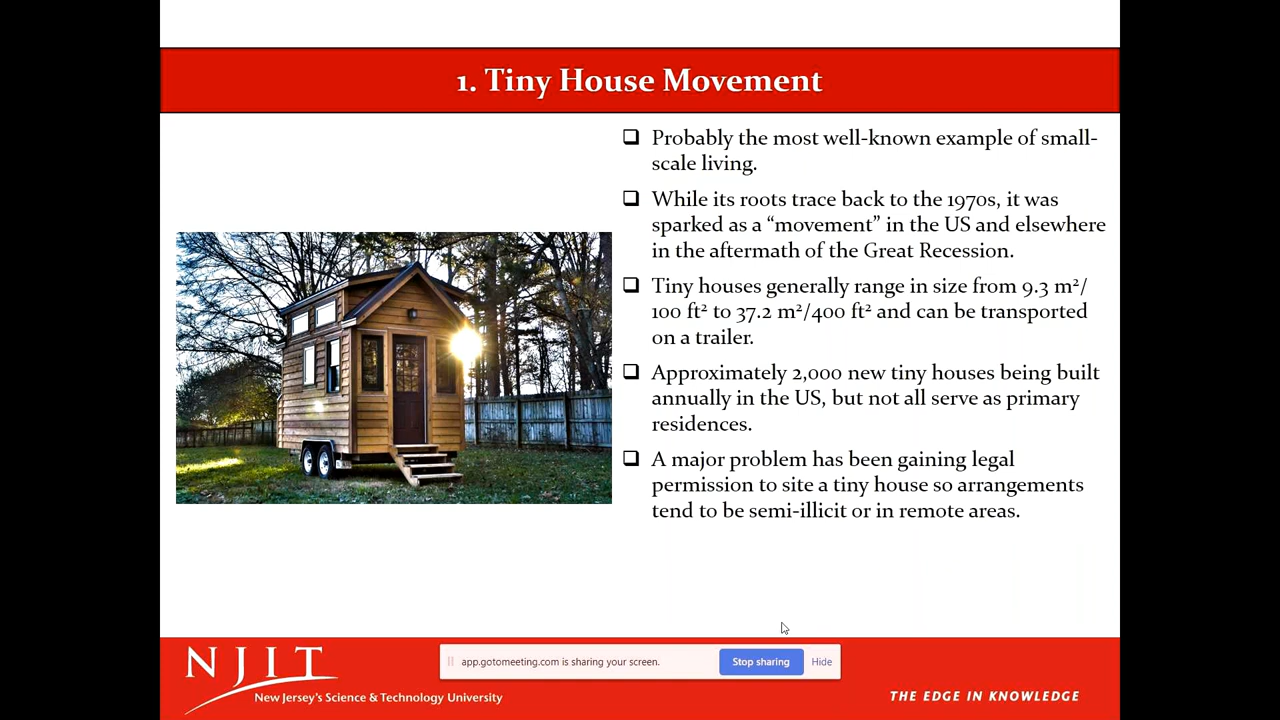 1. Tiny House Movement
Probably the most well-known example of small-
scale living.
While its roots trace back to the 1970s, it was
sparked as a “movement” in the US and elsewhere
in the aftermath of the Great Recession.
Tiny houses generally range in size from 9.3 m²/
100 ft² to 37.2 m²/400 ft² and can be transported
on a trailer.
Approximately 2,000 new tiny houses being built
annually in the US, but not all serve as primary
residences.
A major problem has been gaining legal
permission to site a tiny house so arrangements
tend to be semi-illicit or in remote areas.
NJIT
New Jersey's Science & Technology University
app.gotomeeting.com is sharing your screen.
Stop sharing
Hide
THE EDGE IN KNOWLEDGE